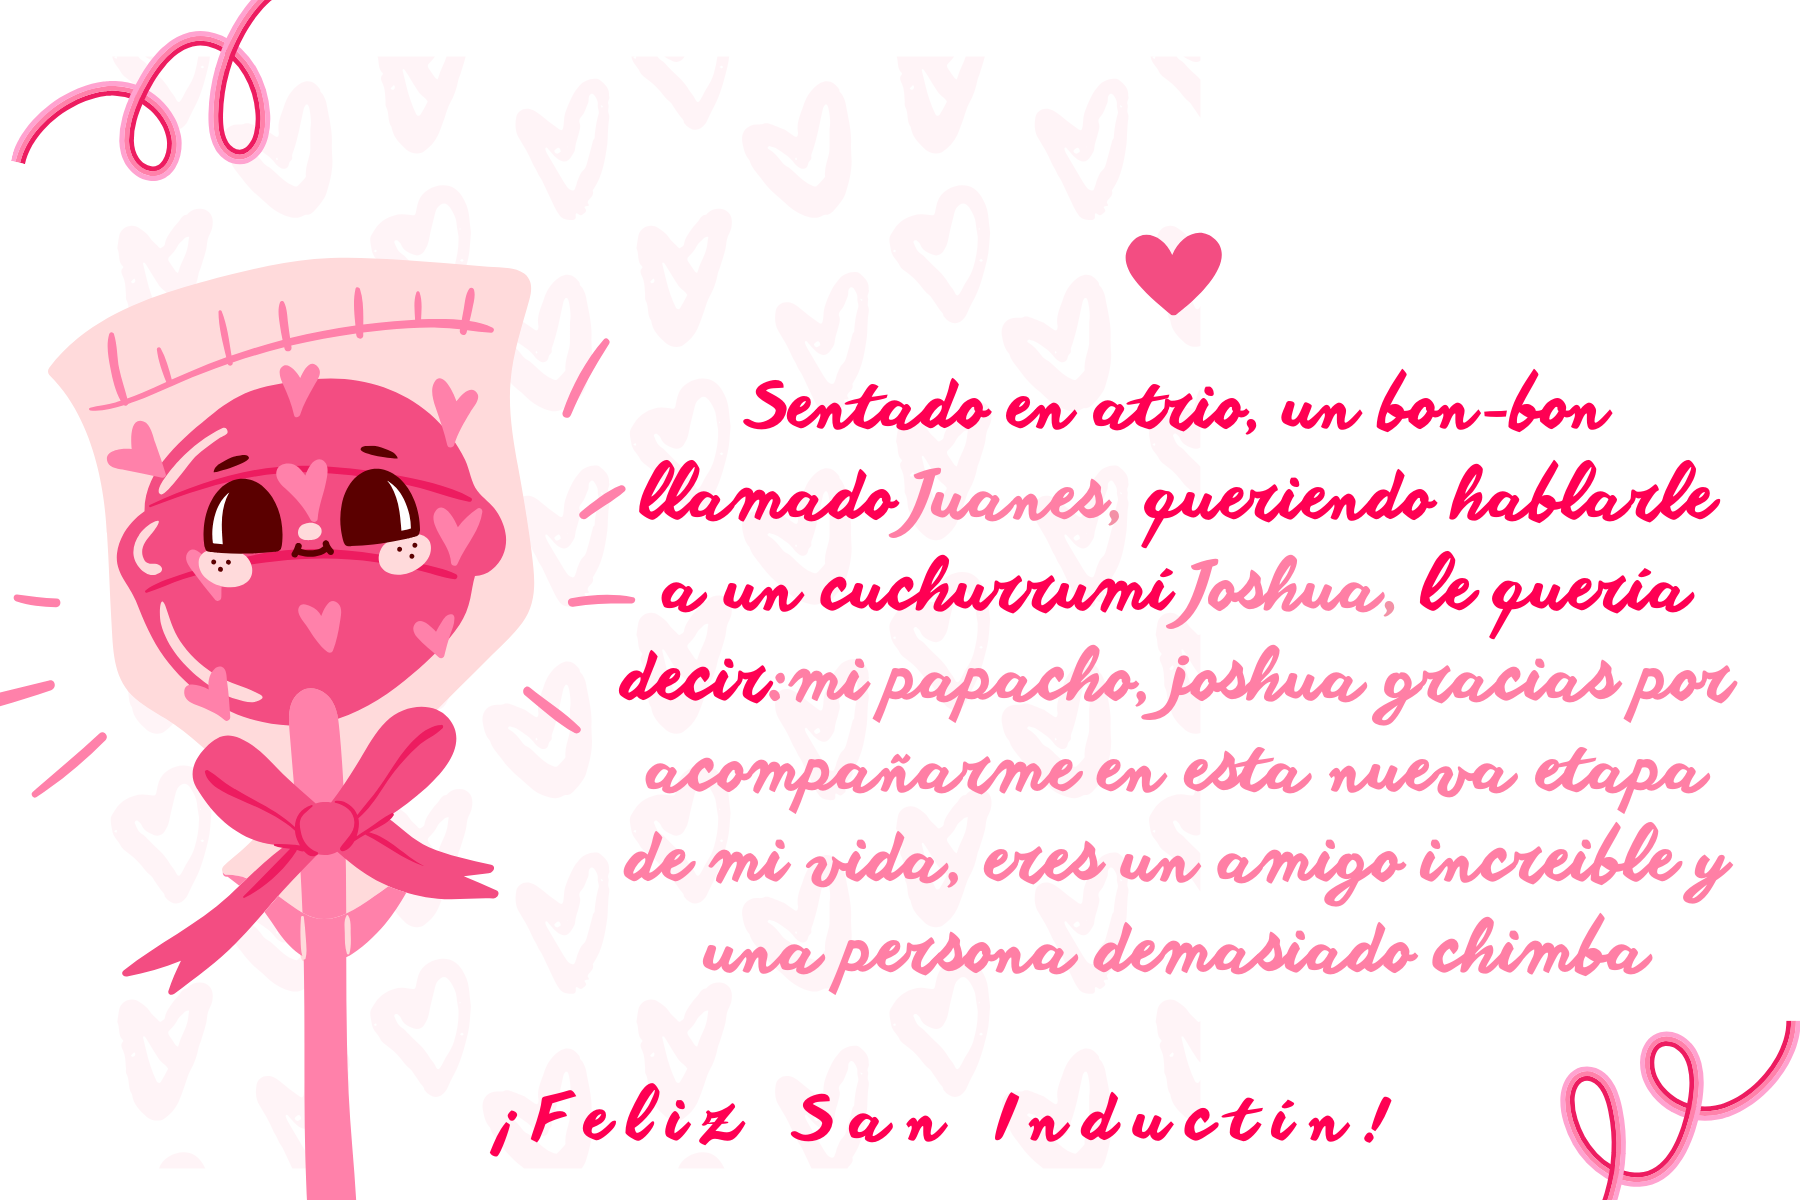 Sentado en atrio, un bon-bon
llamado Juanes, queriendo hablarle
a un cuchurrumí Joshua, le quería
decir:mi papacho, joshua gracias por
acompañarme en esta nueva etapa
de mi vida, eres un amigo increible y
una persona demasiado chimba
¡Feliz San Inductín!